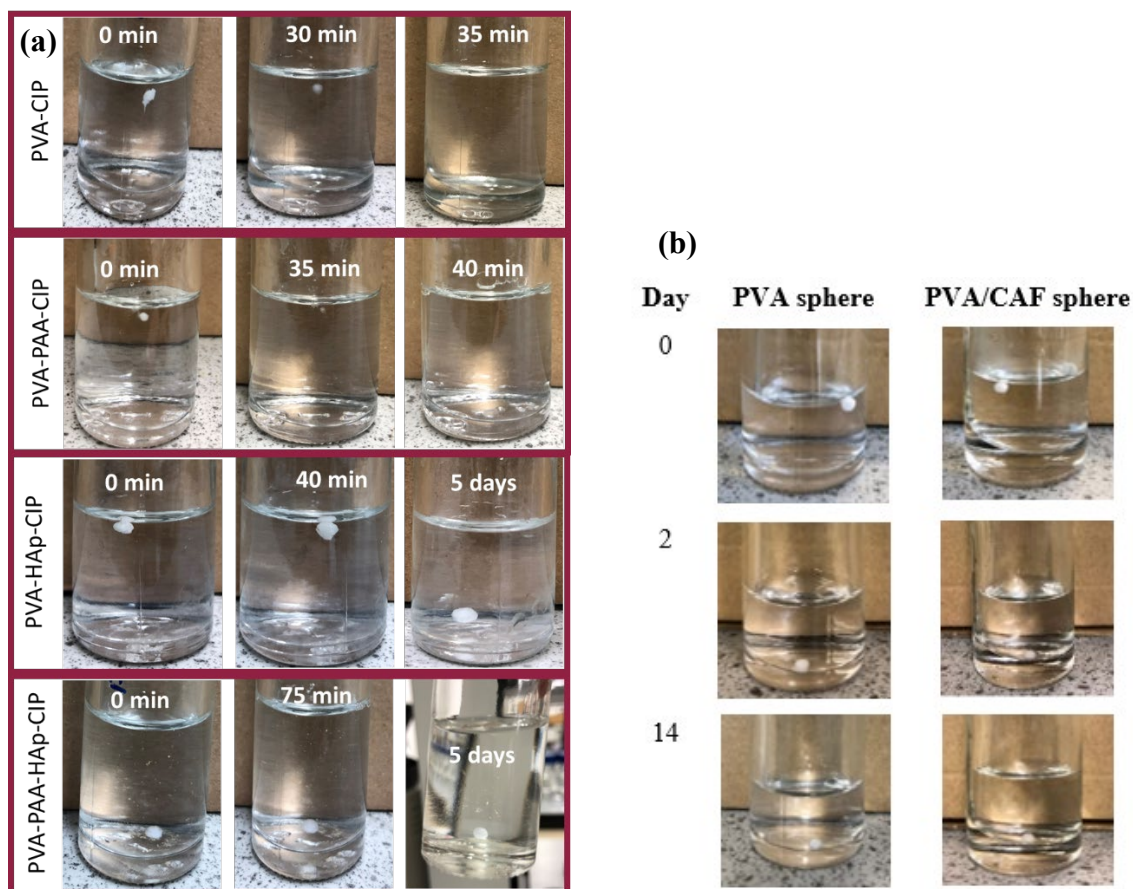 (a)
0 min
30 min
35 min
PVA-CIP
0 min
35 min
40 min
PVA-PAA-CIP
0 min
40 min
5 days
PVA-HAp-CIP
0 min
75 min
5 days
PVA-PAA-HAp-CIP
(b)
Day PVA sphere PVA/CAF sphere
0
2
14